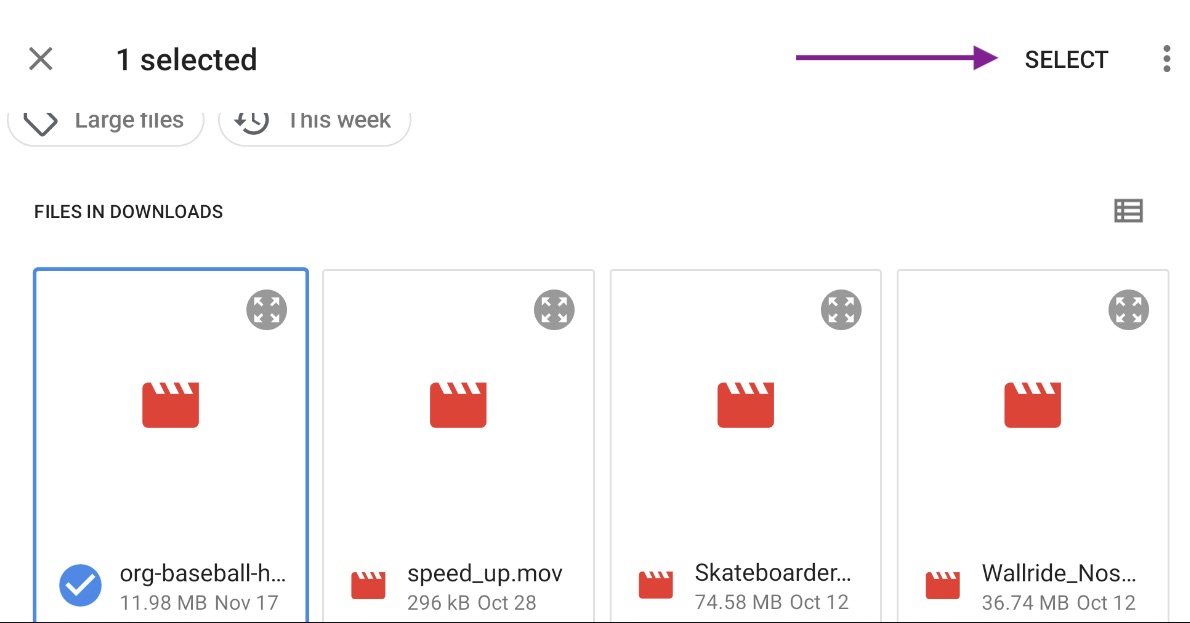 1 selected
SELECT
Large files
This week
FILES IN DOWNLOADS
org-baseball-h...
11.98 MB Nov 17
speed_up.mov
296 kB Oct 28
Skateboarder...
74.58 MB Oct 12
Wallride_Nos...
36.74 MB Oct 12